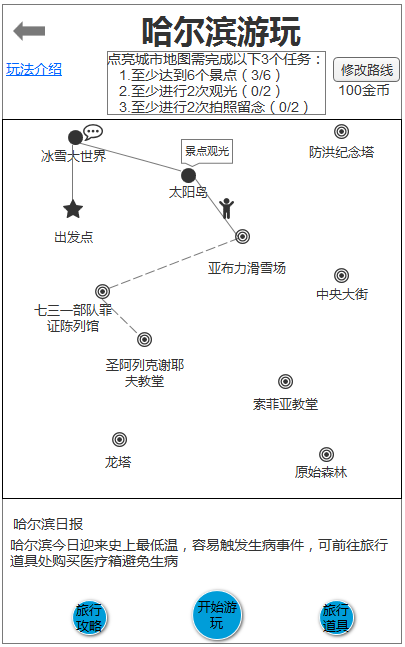 哈尔滨游玩
玩法介绍
点亮城市地图需完成以下3个任务：
1.至少达到6个景点（3/6）
2.至少进行2次观光（0/2）
3.至少进行2次拍照留念（0/2）
修改路线
100金币
冰雪大世界
景点观光
防洪纪念塔
太阳岛
出发点
亚布力滑雪场
中央大街
七三一部队罪
证陈列馆
圣阿列克谢耶
夫教堂
索菲亚教堂
龙塔
原始森林
哈尔滨日报
哈尔滨今日迎来史上最低温，容易触发生病事件，可前往旅行
道具处购买医疗箱避免生病
旅行
攻略
开始游
玩
旅行
道具